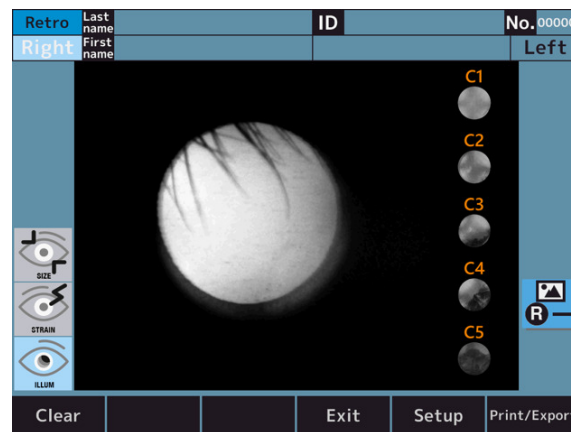 Retro
Last name
ID
No. 00000
Right
First name
Left
C1
C2
C3
C4
C5
SIZE
STRAIN
ILLUM
R
Clear
Exit
Setup
Print/Expor